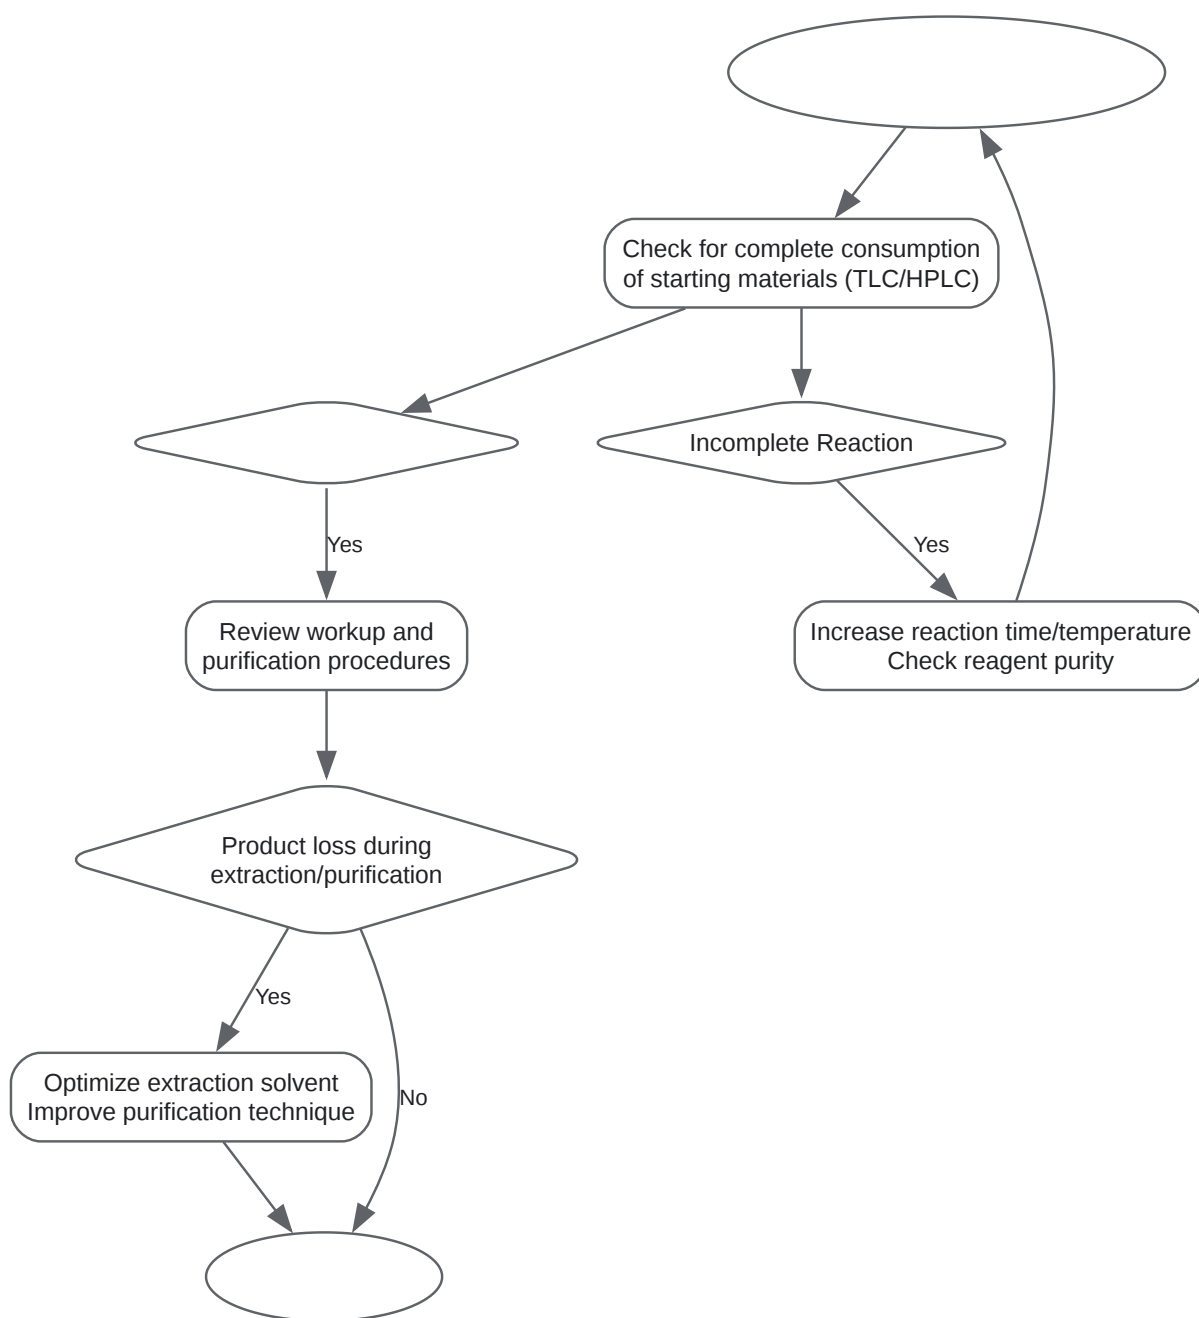 Check for complete consumption
of starting materials (TLC/HPLC)
Incomplete Reaction
Yes
Yes
Review workup and
purification procedures
Increase reaction time/temperature
Check reagent purity
Product loss during
extraction/purification
Yes
Optimize extraction solvent
Improve purification technique
No